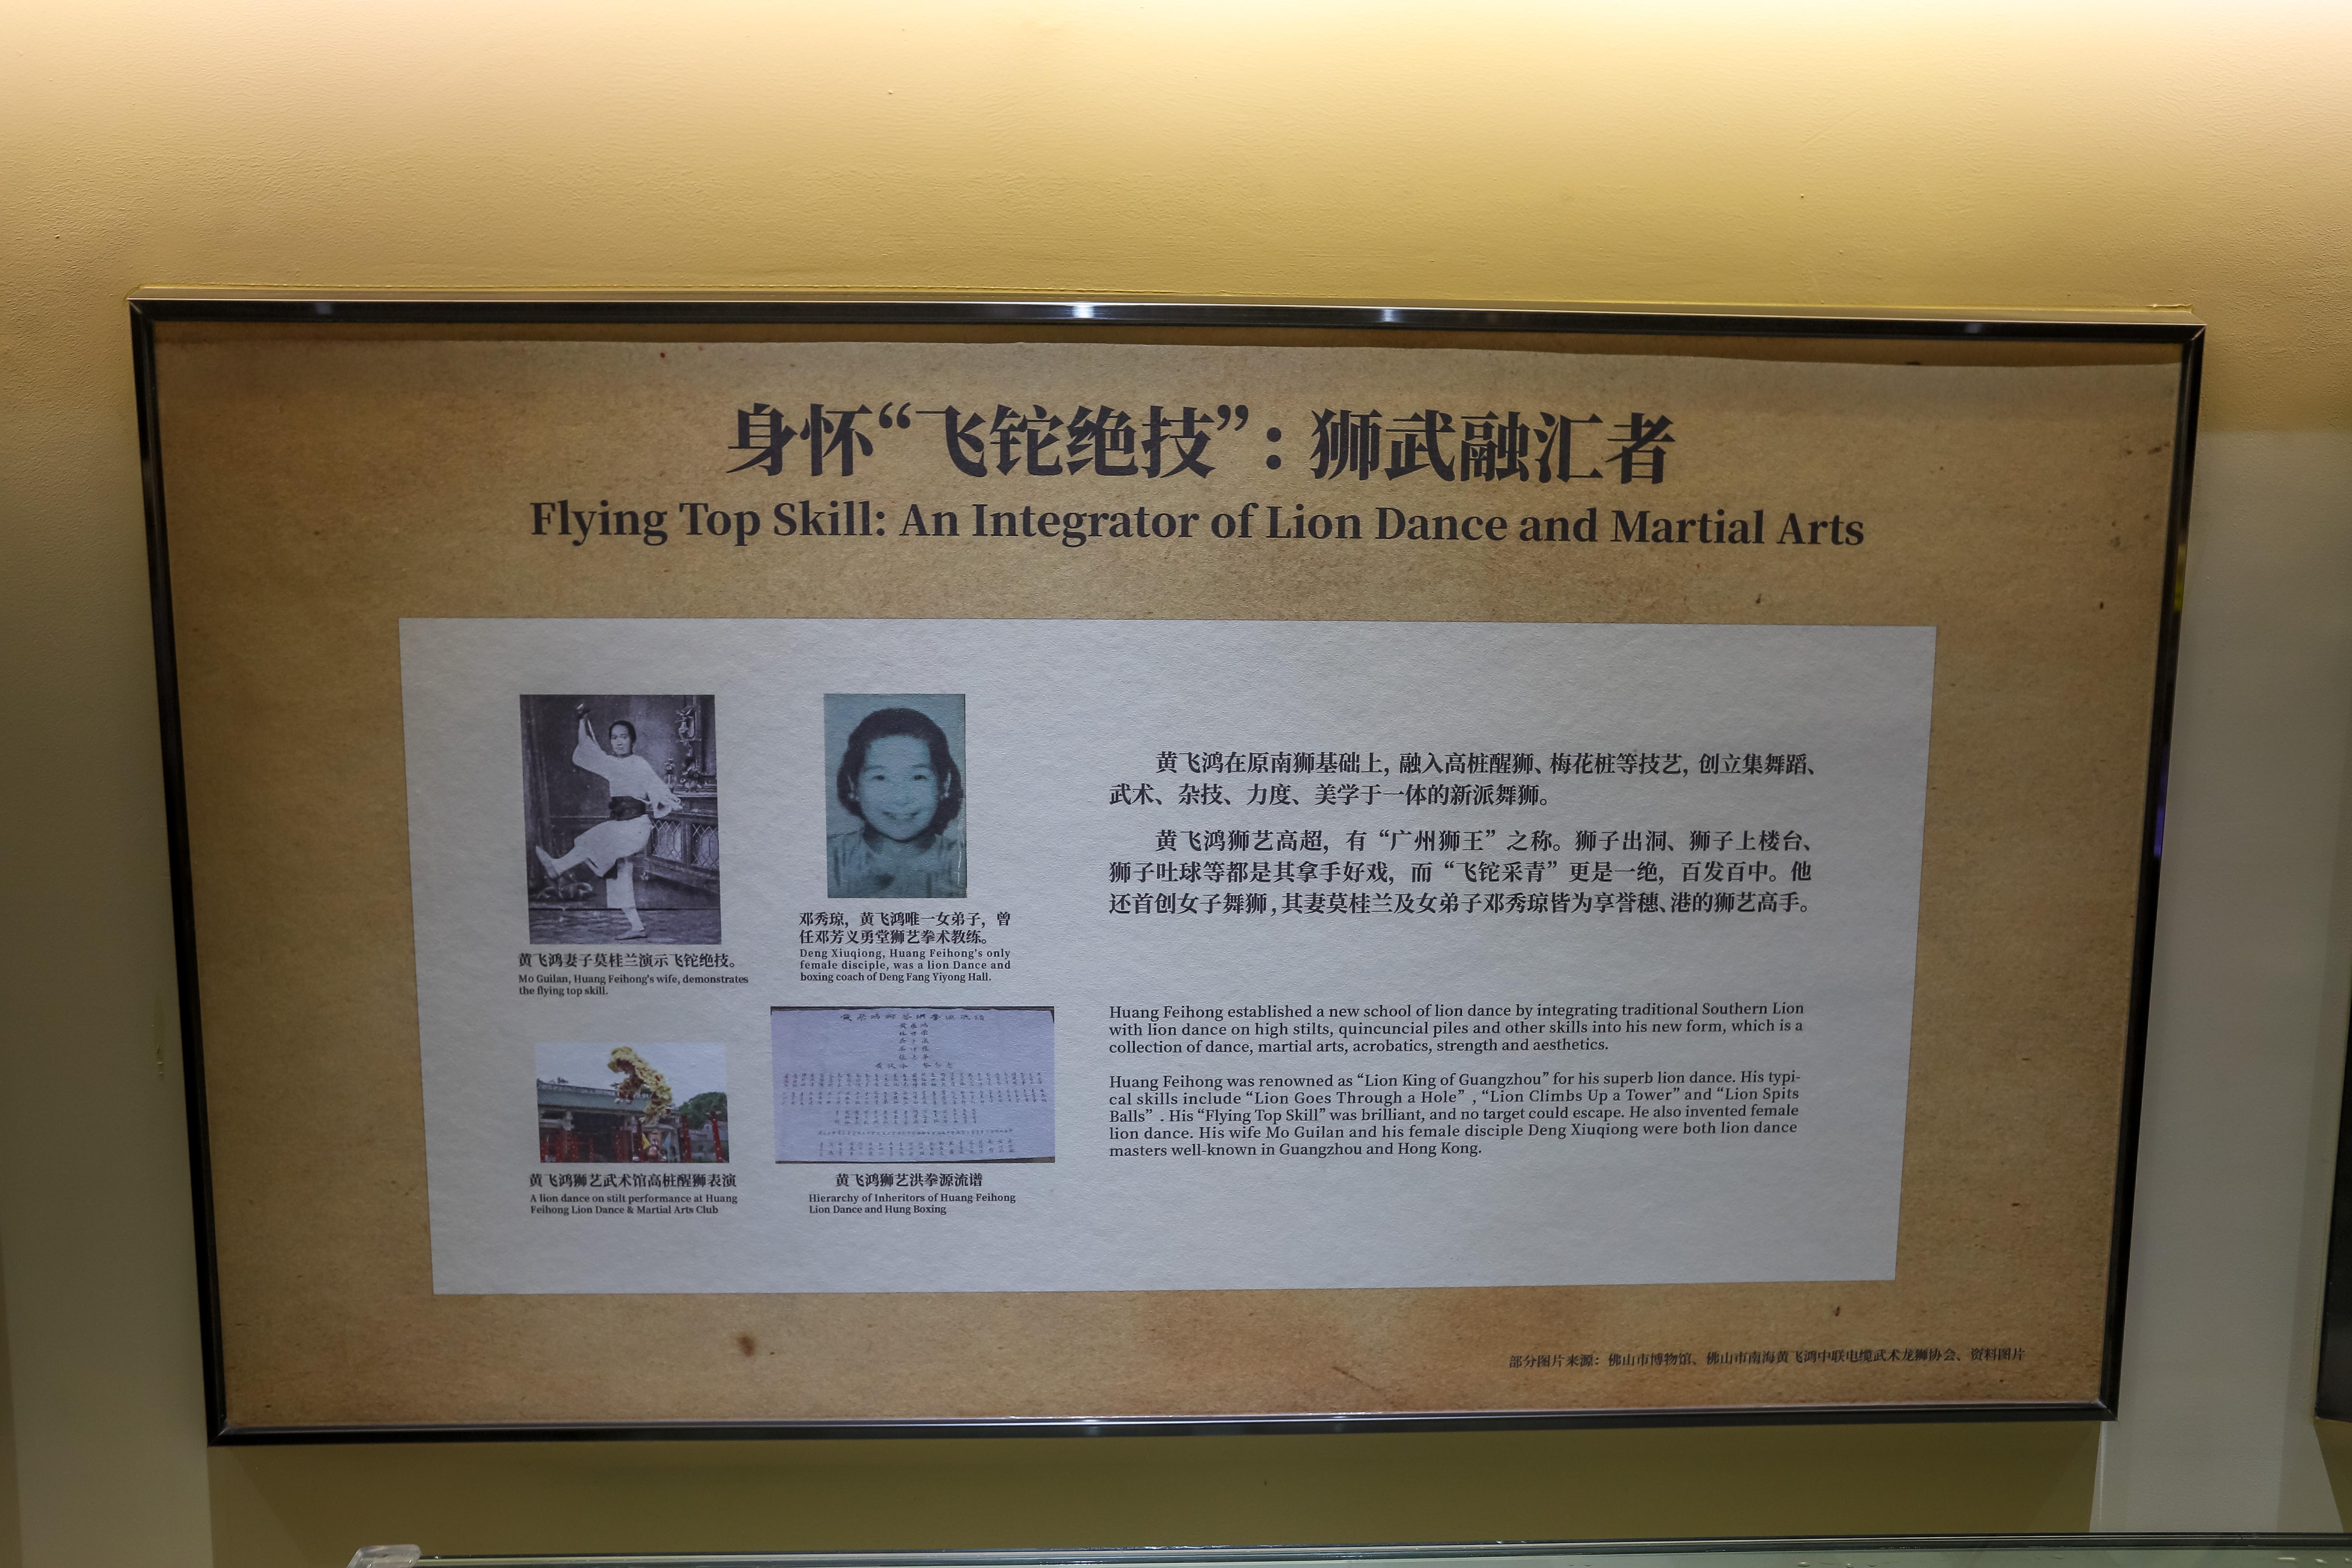 身怀“飞铊绝技”：狮武融汇者
Flying Top Skill: An Integrator of Lion Dance and Martial Arts
黄飞鸿妻子莫桂兰演示飞铊绝技。
Mo Guilan, Huang Feihong's wife, demonstrates
the flying top skill.
邓秀琼，黄飞鸿唯一女弟子，曾
任邓芳义勇堂狮艺拳术教练。
Deng Xiuqiong, Huang Feihong's only
female disciple, was a lion Dance and
boxing coach of Deng Fang Yiyong Hall.
黄飞鸿狮艺武术馆高桩醒狮表演
A lion dance on stilt performance at Huang
Feihong Lion Dance & Martial Arts Club
黄飞鸿狮艺洪拳源流谱
Hierarchy of Inheritors of Huang Feihong
Lion Dance and Hung Boxing
黄飞鸿在原南狮基础上，融入高桩醒狮、梅花桩等技艺，创立集舞蹈、
武术、杂技、力度、美学于一体的新派舞狮。
黄飞鸿狮艺高超，有“广州狮王”之称。狮子出洞、狮子上楼台、
狮子吐球等都是其拿手好戏，而“飞铊采青”更是一绝，百发百中。他
还首创女子舞狮，其妻莫桂兰及女弟子邓秀琼皆为享誉穗、港的狮艺高手。
Huang Feihong established a new school of lion dance by integrating traditional Southern Lion
with lion dance on high stilts, quincuncial piles and other skills into his new form, which is a
collection of dance, martial arts, acrobatics, strength and aesthetics.
Huang Feihong was renowned as “Lion King of Guangzhou” for his superb lion dance. His typi-
cal skills include “Lion Goes Through a Hole” , “Lion Climbs Up a Tower” and “Lion Spits
Balls” . His “Flying Top Skill” was brilliant, and no target could escape. He also invented female
lion dance. His wife Mo Guilan and his female disciple Deng Xiuqiong were both lion dance
masters well-known in Guangzhou and Hong Kong.
部分图片来源：佛山市博物馆、佛山市南海黄飞鸿中联电缆武术龙狮协会、资料图片